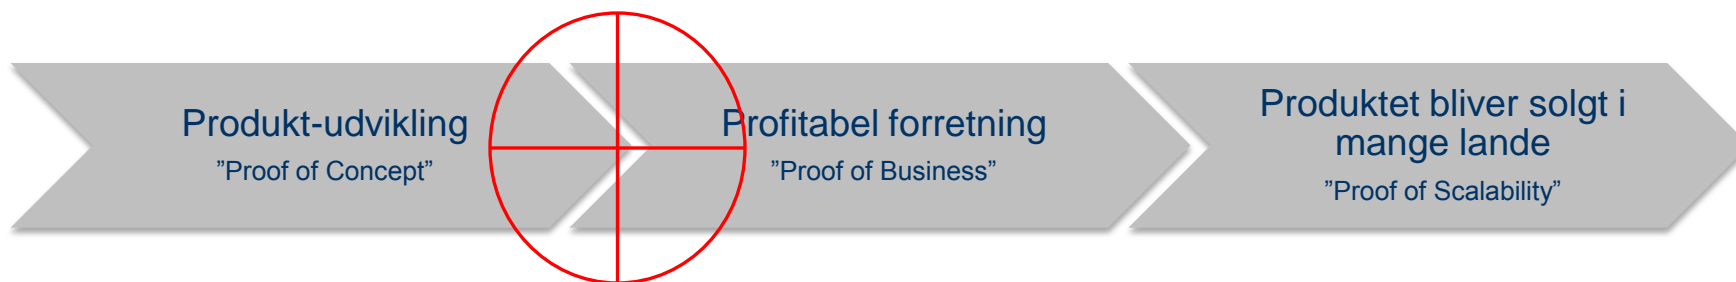 Produkt-udvikling
”Proof of Concept”
Profitabel forretning
”Proof of Business”
Produktet bliver solgt i
mange lande
”Proof of Scalability”